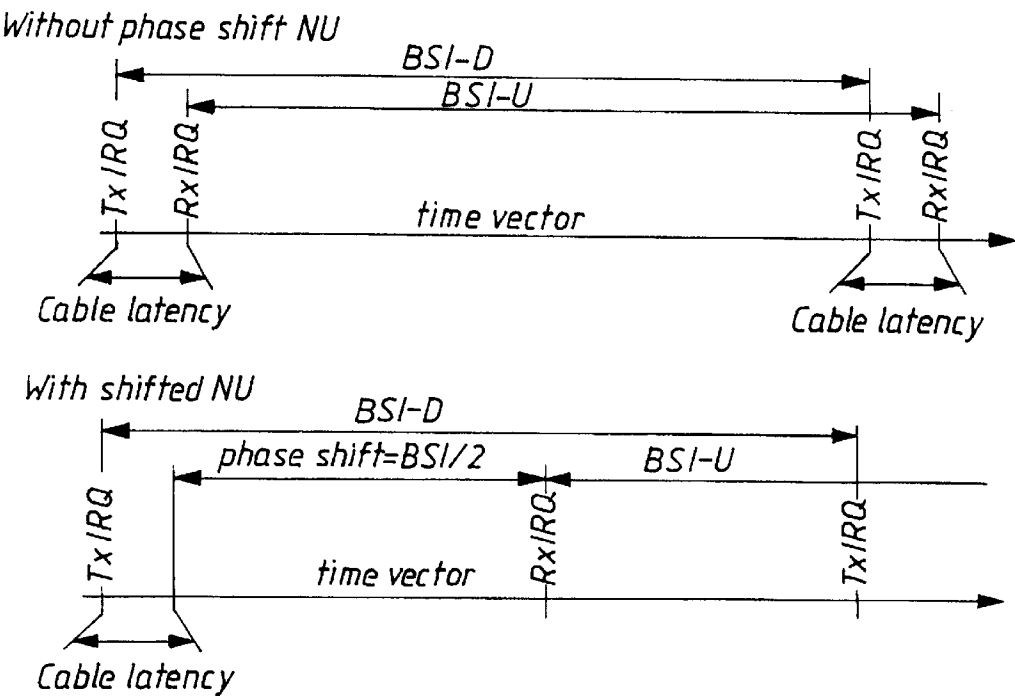 Without phase shift NU
BSI-D
BSI-U
Tx IRQ
Rx IRQ
Tx IRQ
Rx IRQ
time vector
Cable latency
Cable latency
With shifted NU
BSI-D
phase shift=BSI/2
BSI-U
Tx IRQ
Rx IRQ
Tx IRQ
time vector
Cable latency